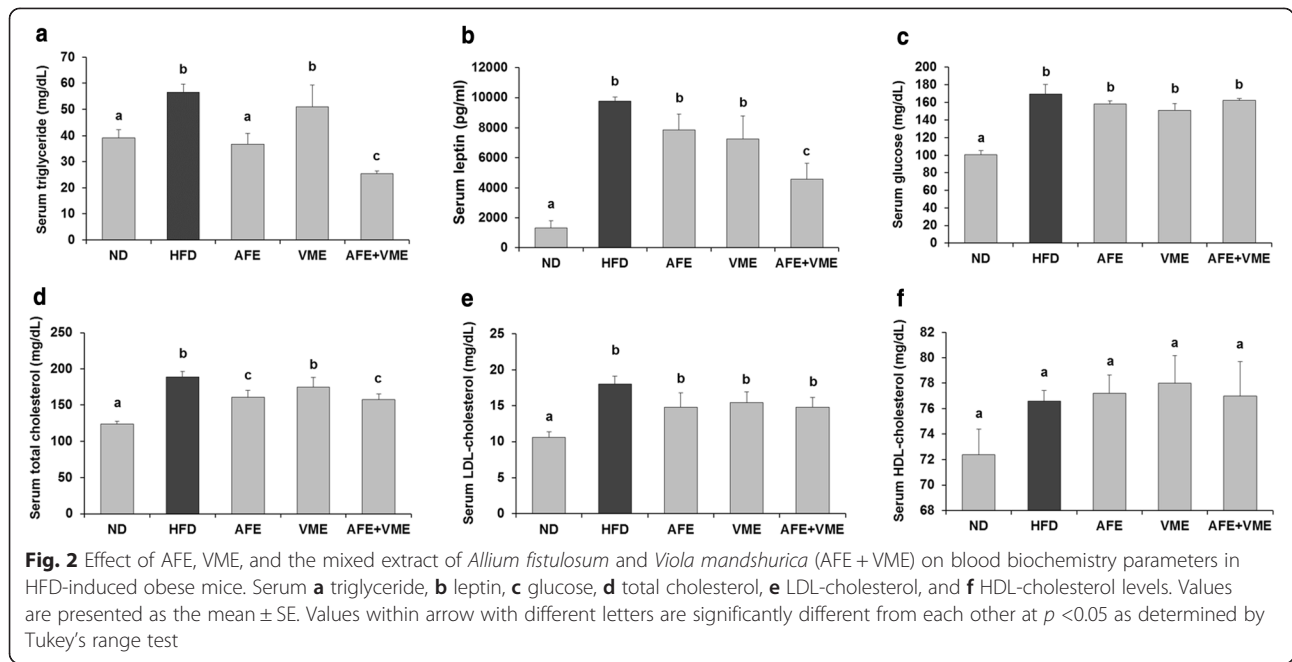 a
Serum triglyceride (mg/dL)
70
60
50
40
30
20
10
0
a
b
a
b
c
ND HFD AFE VME AFE+VME
b
Serum leptin (pg/ml)
12000
10000
8000
6000
4000
2000
0
a
b
b
b
c
ND HFD AFE VME AFE+VME
c
Serum glucose (mg/dL)
200
180
160
140
120
100
80
60
40
20
0
a
b
b
b
b
ND HFD AFE VME AFE+VME
d
Serum total cholesterol (mg/dL)
250
200
150
100
50
0
a
b
c
b
c
ND HFD AFE VME AFE+VME
e
Serum LDL-cholesterol (mg/dL)
25
20
15
10
5
0
a
b
b
b
b
ND HFD AFE VME AFE+VME
f
Serum HDL-cholesterol (mg/dL)
82
80
78
76
74
72
70
68
a
a
a
a
a
ND HFD AFE VME AFE+VME
Fig. 2 Effect of AFE, VME, and the mixed extract of Allium fistulosum and Viola mandshurica (AFE + VME) on blood biochemistry parameters in
HFD-induced obese mice. Serum a triglyceride, b leptin, c glucose, d total cholesterol, e LDL-cholesterol, and f HDL-cholesterol levels. Values
are presented as the mean ± SE. Values within arrow with different letters are significantly different from each other at p <0.05 as determined by
Tukey's range test